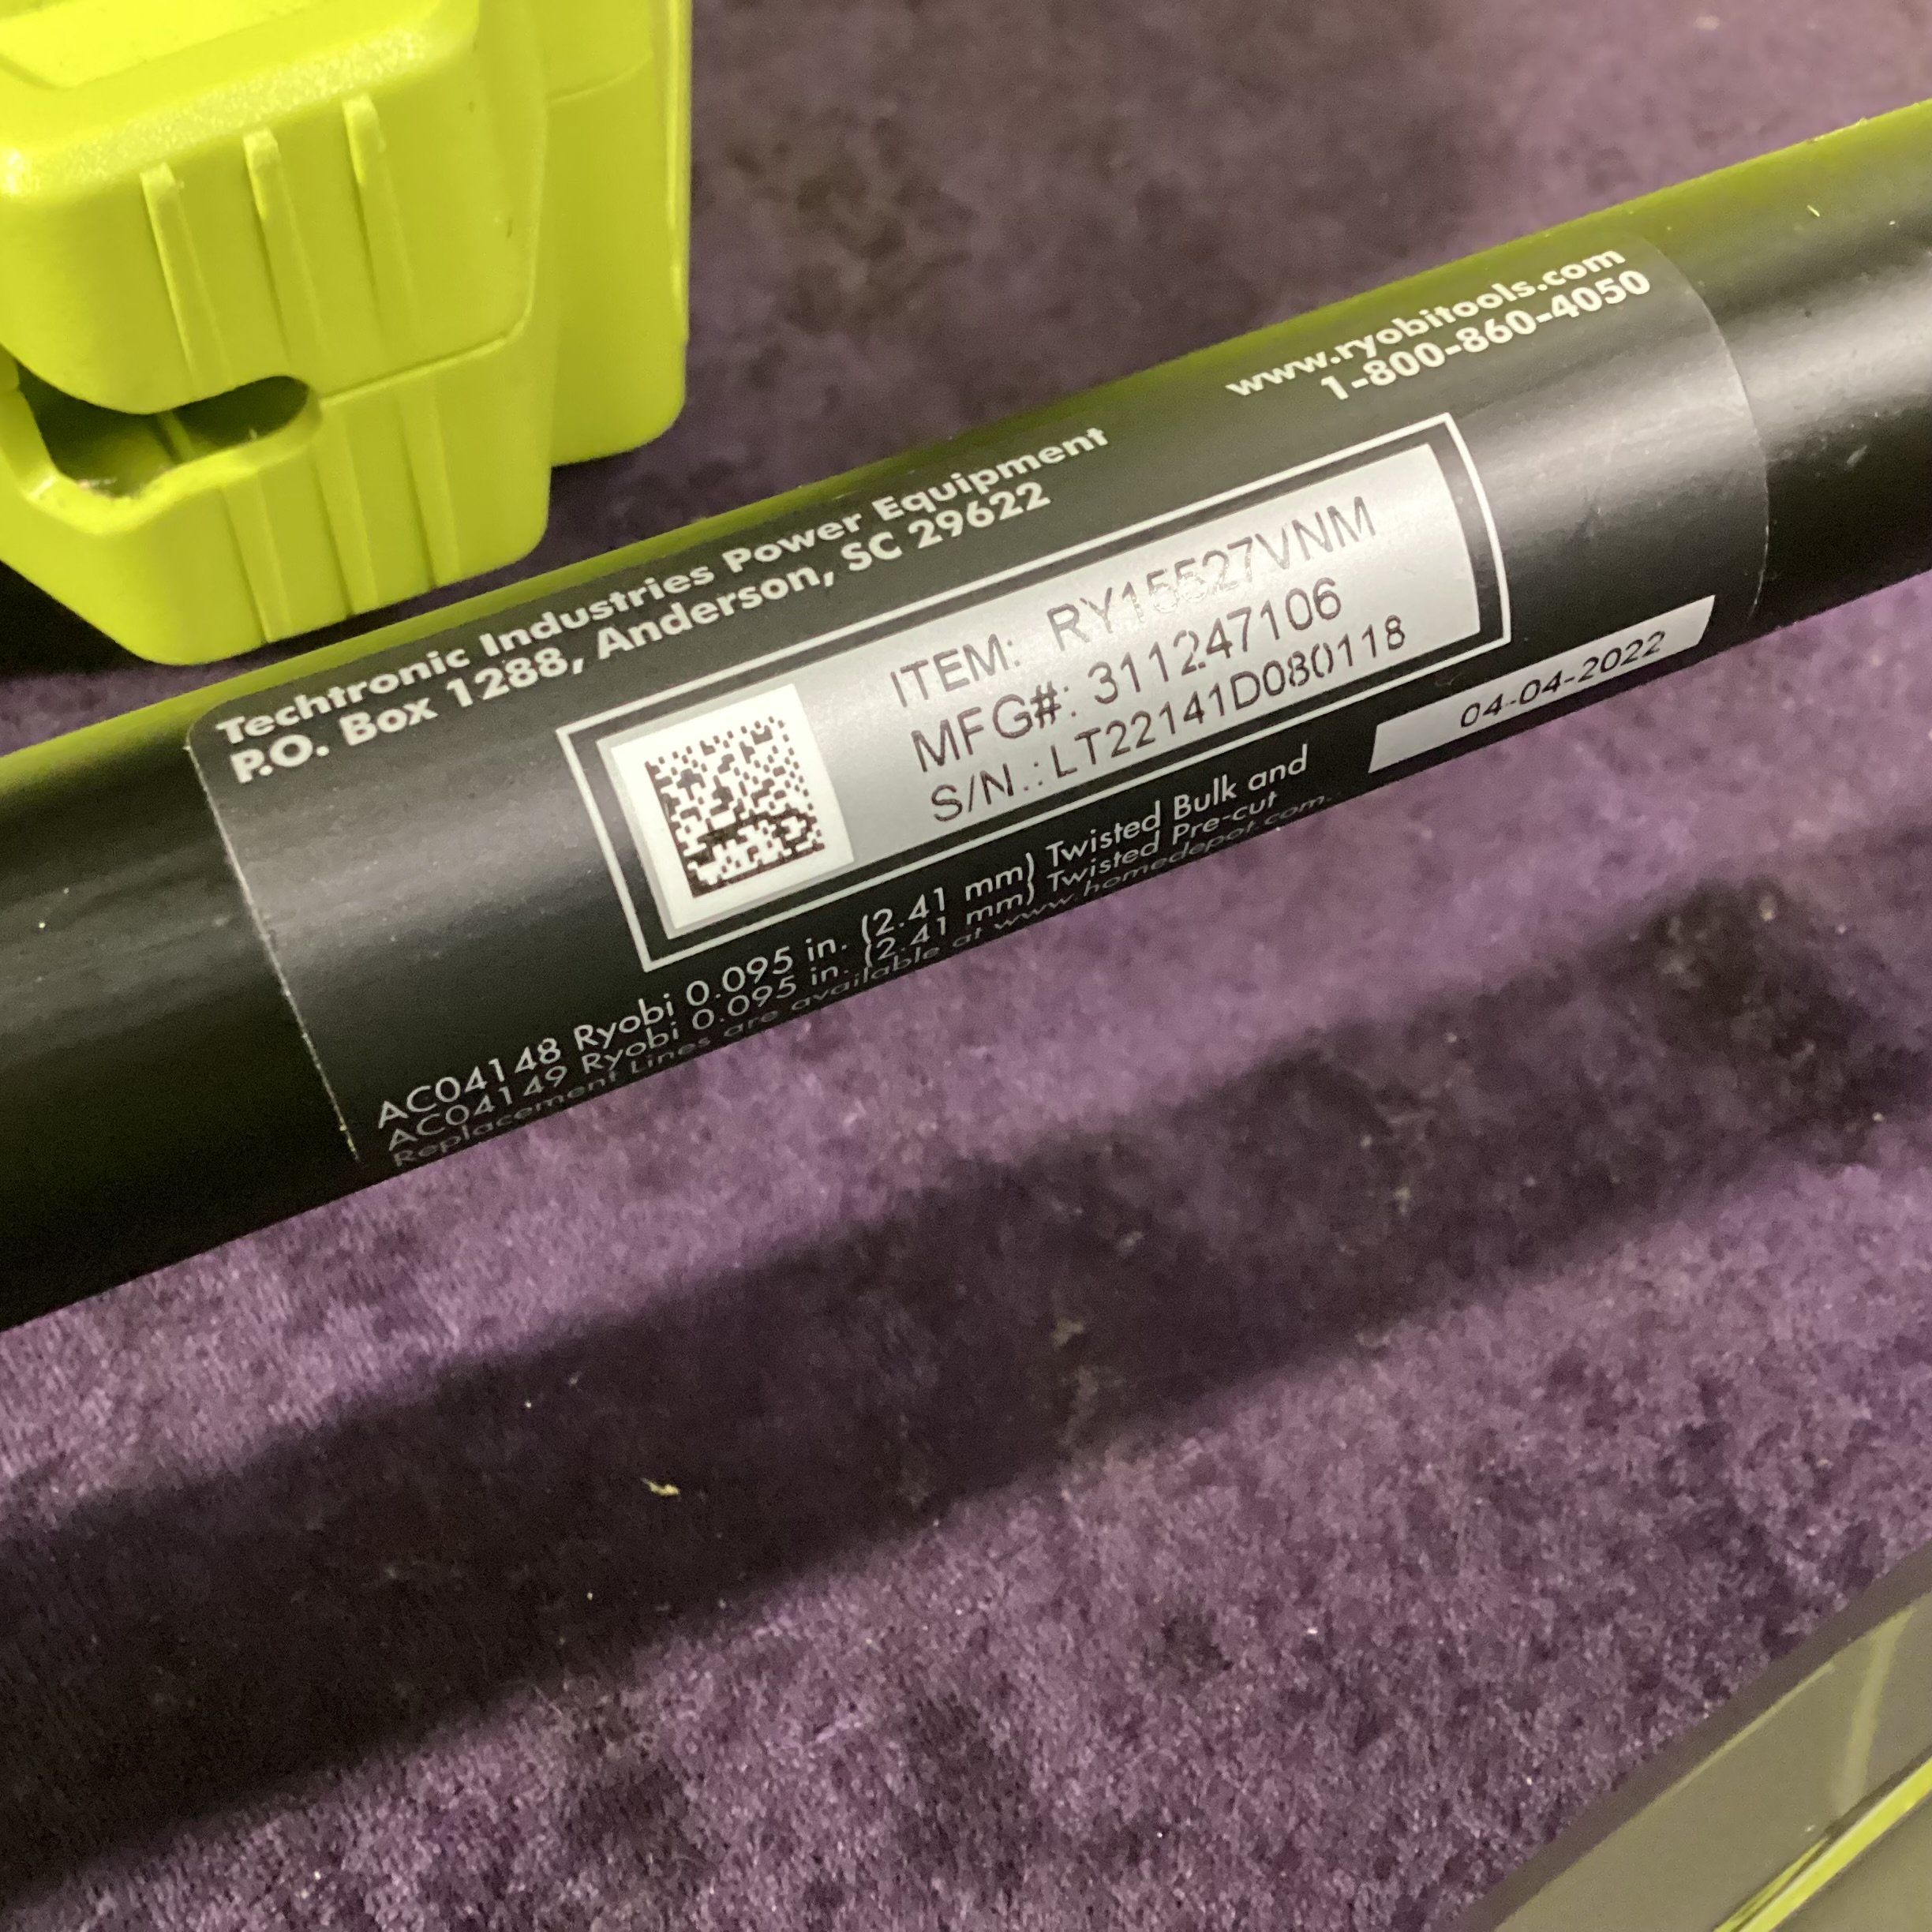 Techtronic Industries Power Equipment
P.O. Box 1288, Anderson, SC 29622
www.ryobitools.com
1-800-860-4050
ITEM: RY15527VNM
MFG#: 311247106
S/N.: LT22141D080118
04-04-2022
AC04148 Ryobi 0.095 in. (2.41 mm) Twisted Bulk and
AC04149 Ryobi 0.095 in. (2.41 mm) Twisted Pre-cut
Replacement Lines are available at www.homedepot.com.